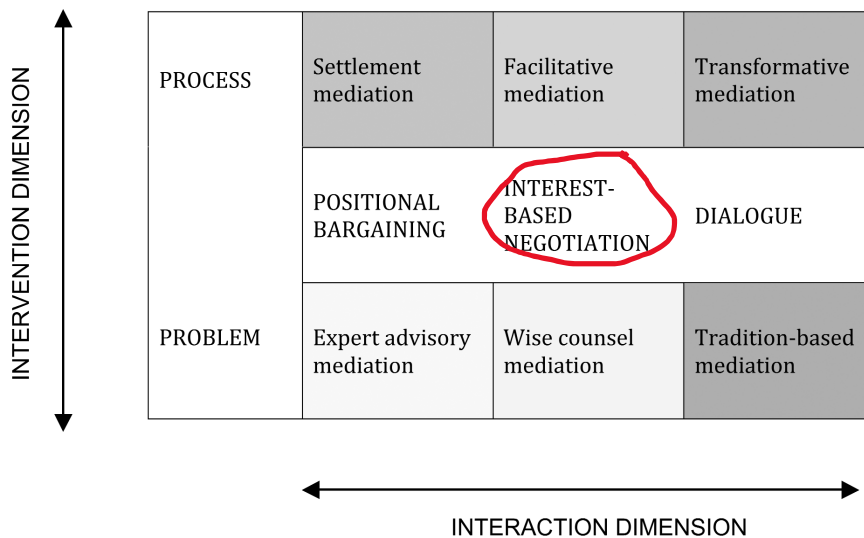 INTERVENTION DIMENSION
PROCESS
Settlement
mediation
Facilitative
mediation
Transformative
mediation
POSITIONAL
BARGAINING
INTEREST-
BASED
NEGOTIATION
DIALOGUE
PROBLEM
Expert advisory
mediation
Wise counsel
mediation
Tradition-based
mediation
INTERACTION DIMENSION